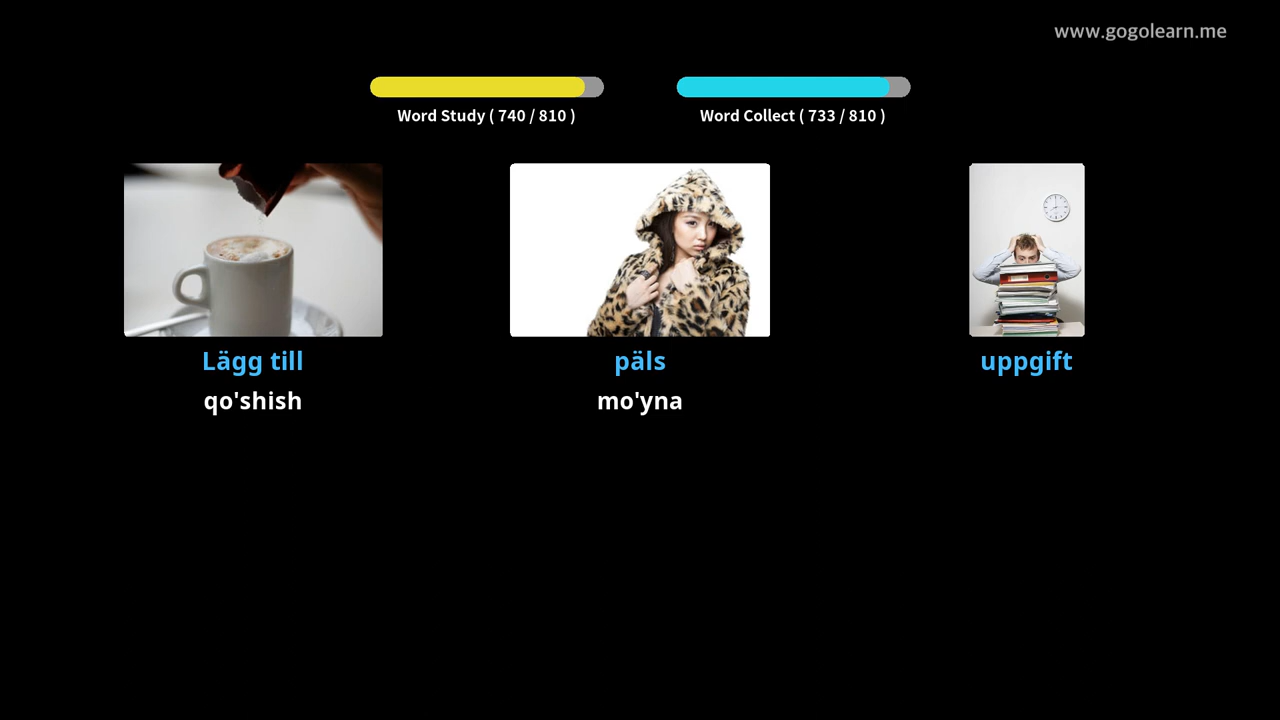 www.gogolearn.me
Word Study ( 740 / 810 )
Word Collect ( 733 / 810 )
Lägg till
päls
uppgift
qo'shish
mo'yna